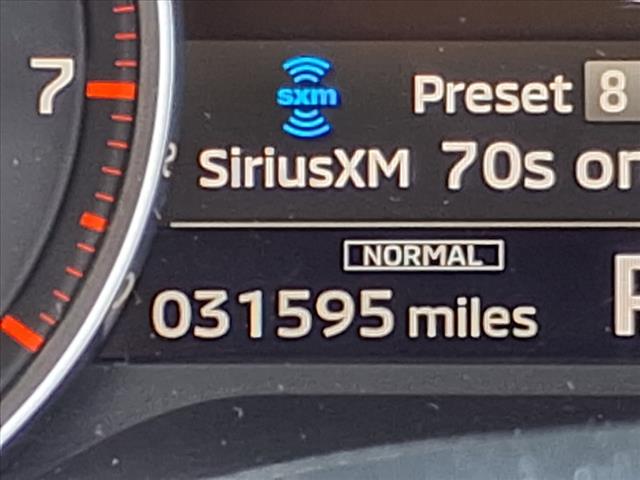 7
sxm
Preset 8
SiriusXM 70s on
NORMAL
031595 miles P